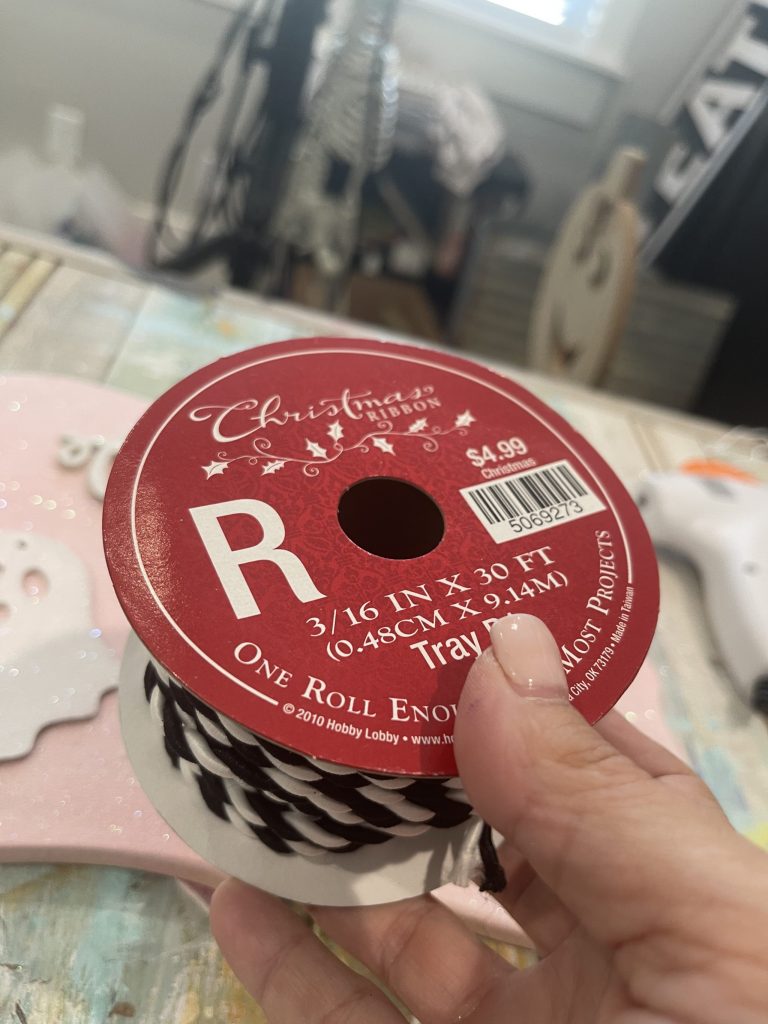 EAT
Christmas
RIBBON
$4.99
Christmas
5069273
R
3/16 IN X 30 FT
(0.48CM X 9.14M)
Tray
ONE ROLL MOST PROJECTS
© 2010 Hobby Lobby • City, OK 73179 • Made in Taiwan